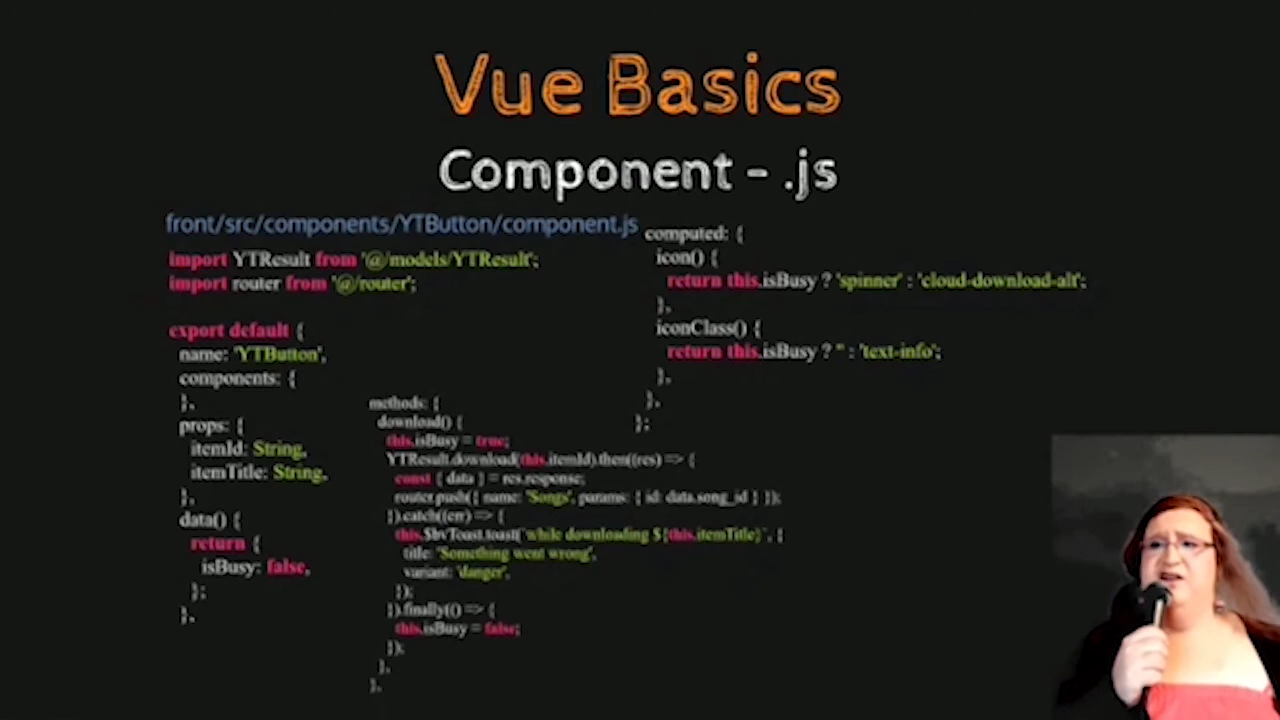 Vue Basics
Component - .js
front/src/components/YTButton/component.js
import YTResult from '@/models/YTResult';
import router from '@/router';
export default {
name: 'YTButton',
components: {
},
props: {
itemId: String,
itemTitle: String,
},
data() {
return {
isBusy: false,
};
},
methods: {
download() {
this.isBusy = true;
YTResult.download(this.itemId).then((res) => {
const { data } = res.response;
router.push({ name: 'Songs', params: { id: data.song_id } });
}).catch((err) => {
this.$bvToast.toast(`while downloading ${this.itemTitle}`, {
title: 'Something went wrong',
variant: 'danger',
});
}).finally(() => {
this.isBusy = false;
});
},
},
computed: {
icon() {
return this.isBusy ? 'spinner' : 'cloud-download-alt';
},
iconClass() {
return this.isBusy ? '' : 'text-info';
},
},
};